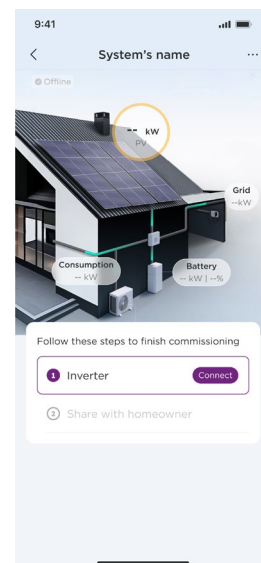 9:41
System's name
Offline
-- kW
PV
Grid
--kW
Consumption
-- kW
Battery
-- kW | --%
Follow these steps to finish commissioning
1 Inverter
Connect
2 Share with homeowner